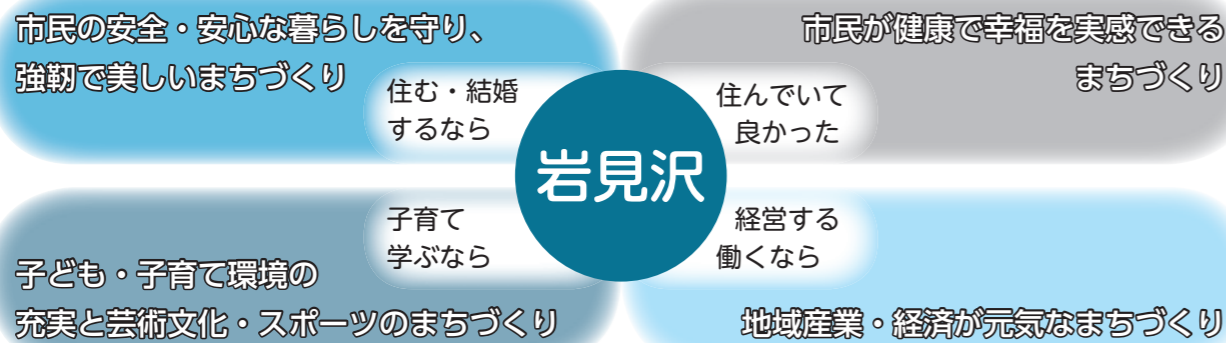 市民の安全・安心な暮らしを守り、
強靭で美しいまちづくり
住む・結婚
するなら
市民が健康で幸福を実感できる
まちづくり
住んでいて
良かった
岩見沢
子育て
学ぶなら
子ども・子育て環境の
充実と芸術文化・スポーツのまちづくり
経営する
働くなら
地域産業・経済が元気なまちづくり